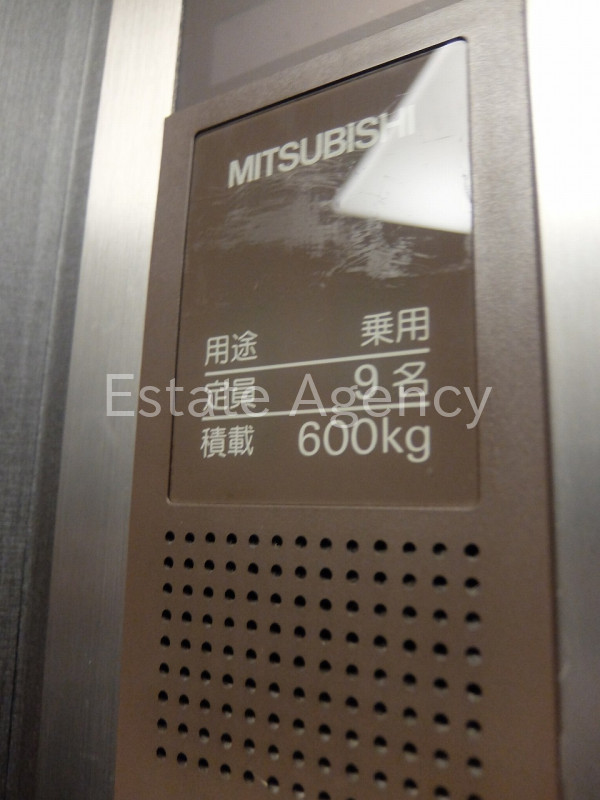 MITSUBISHI
用途 乗用
定員 9名
Estate Agency
積載 600kg